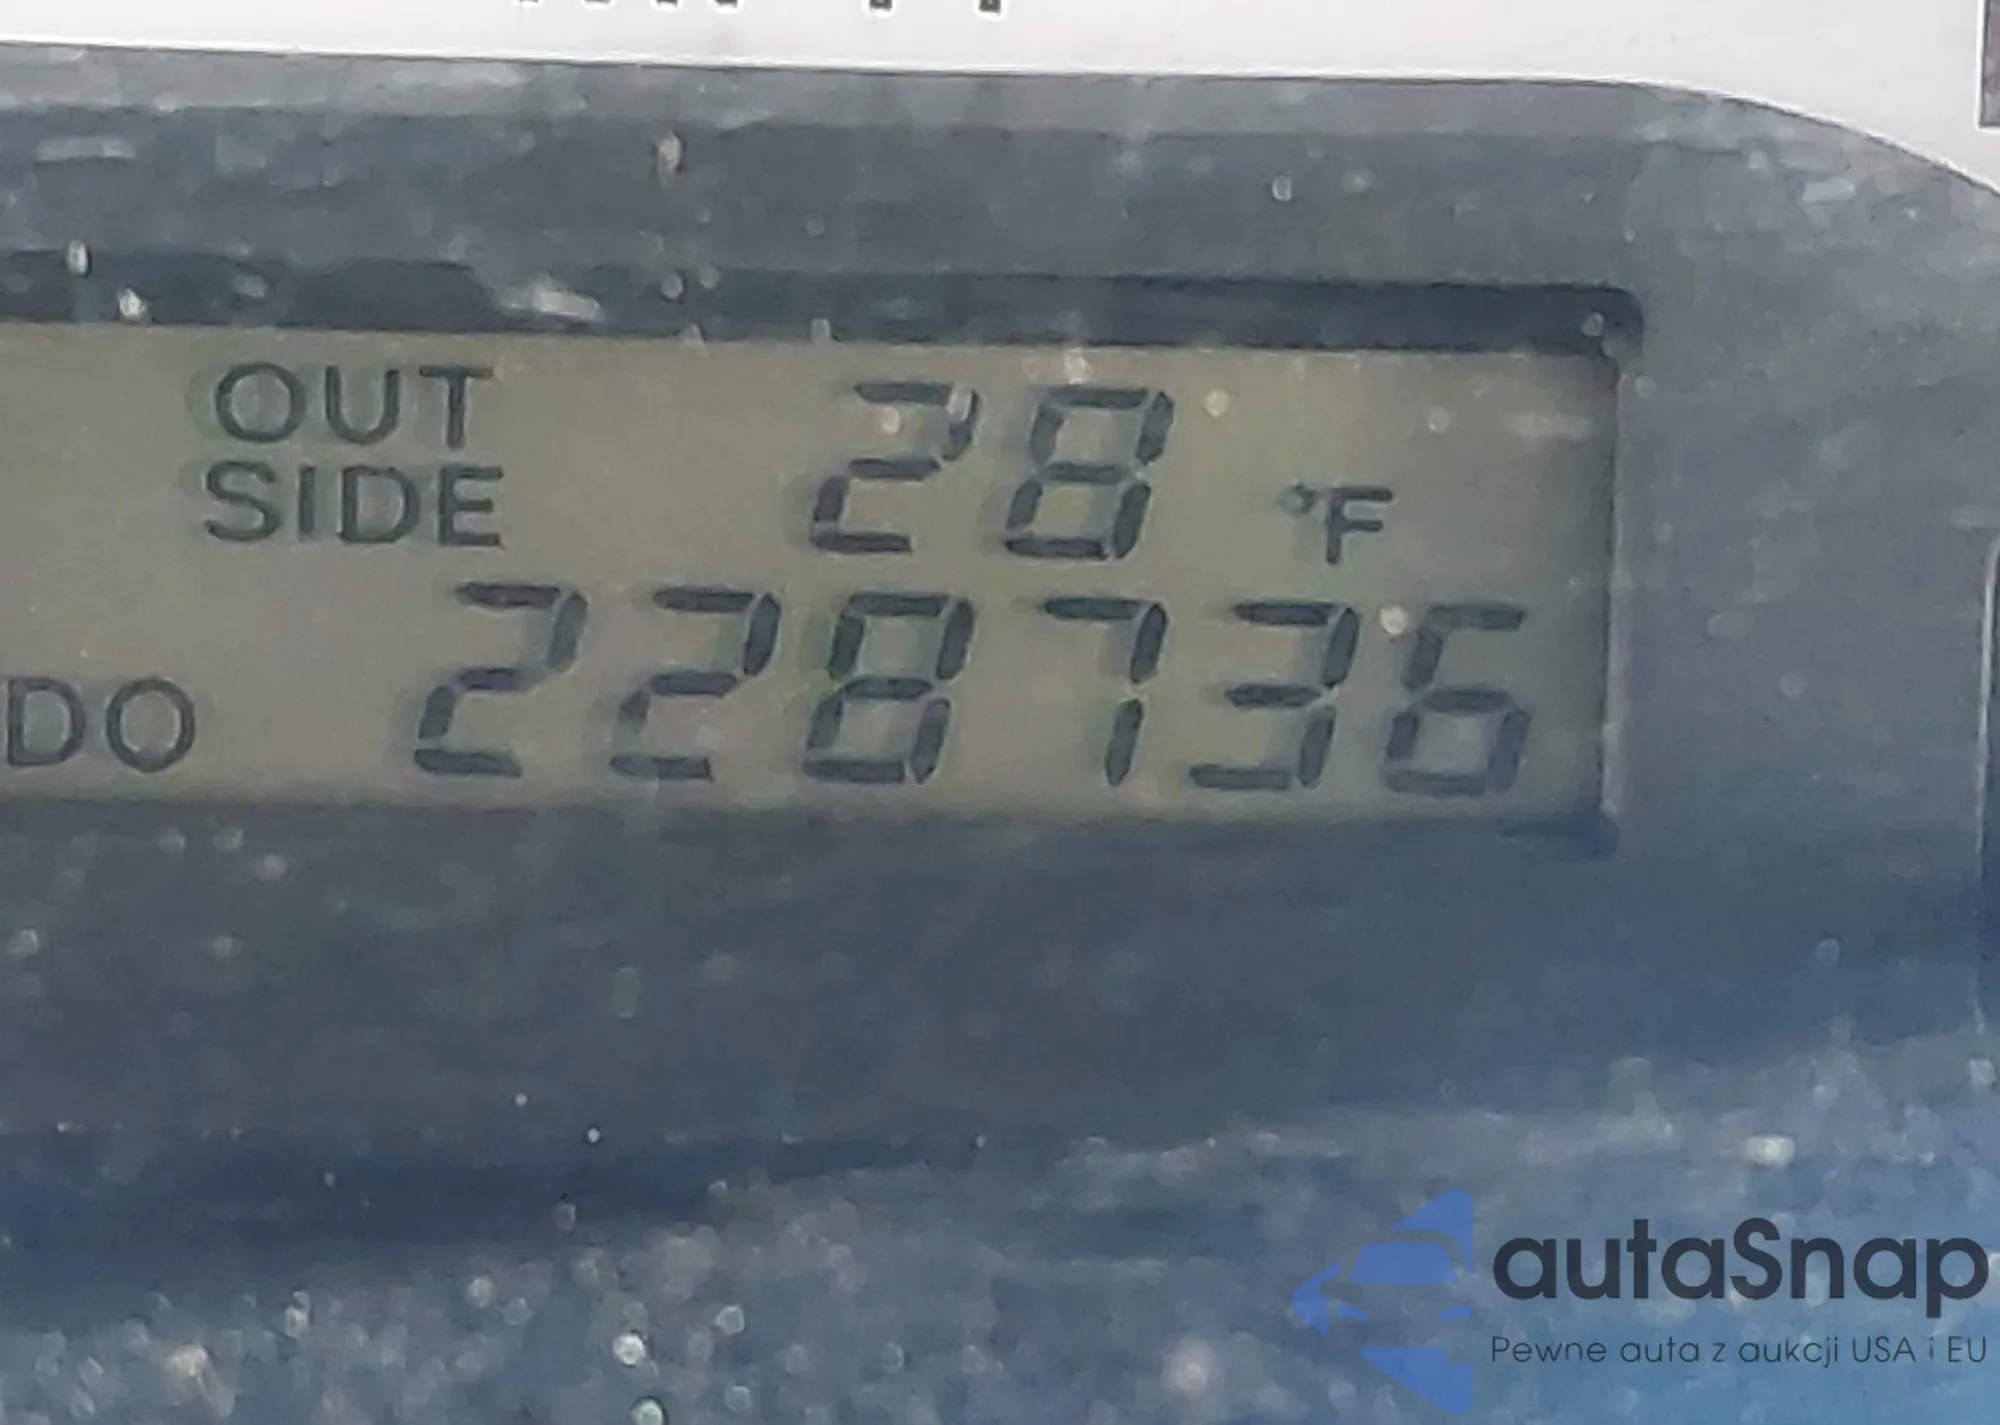 OUT
SIDE
28 °F
DO 228736
autaSnap
Pewne auta z aukcji USA i EU